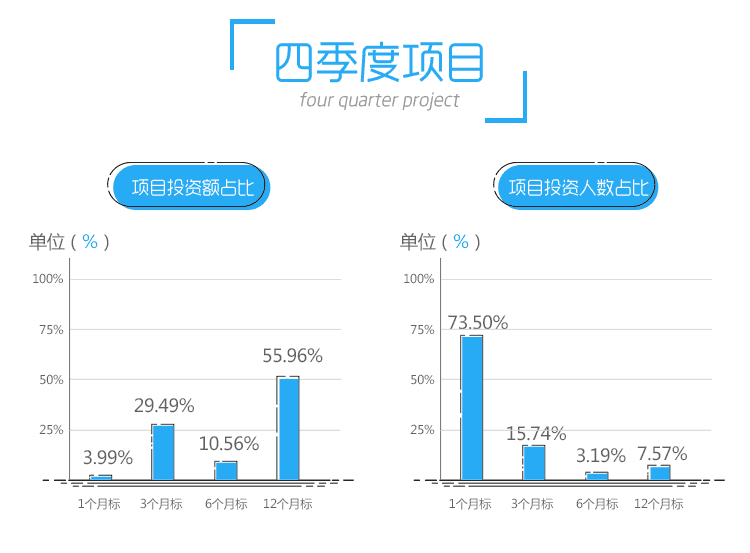 四季度项目
four quarter project
项目投资额占比
单位(%)
100%
75%
50%
25%
3.99%
29.49%
10.56%
55.96%
1个月标
3个月标
6个月标
12个月标
项目投资人数占比
单位(%)
100%
75%
50%
25%
73.50%
15.74%
3.19%
7.57%
1个月标
3个月标
6个月标
12个月标